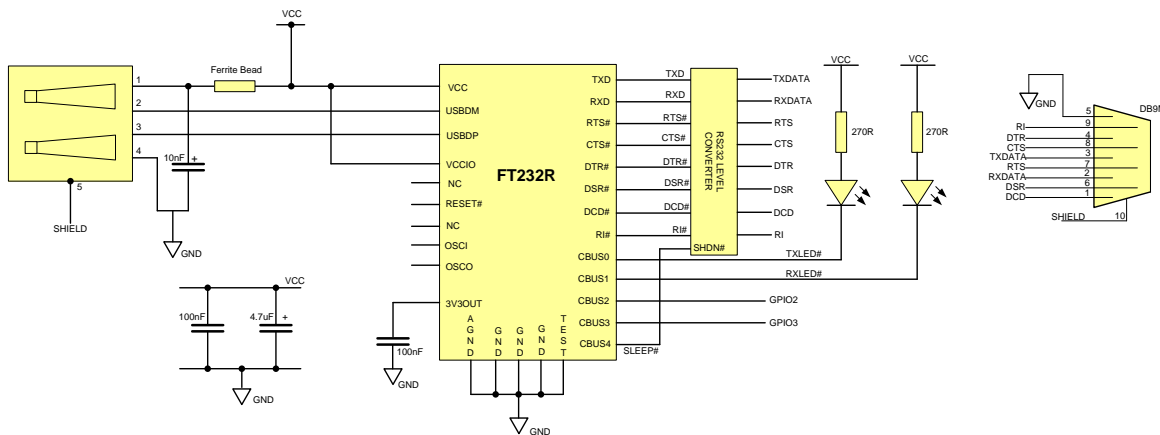 VCC
Ferrite Bead
1
2
3
4
5
SHIELD
10nF +
GND
VCC
100nF
4.7uF +
GND
FT232R
VCC
USBDM
USBDP
VCCIO
NC
RESET#
NC
OSCI
OSCO
3V3OUT
100nF
GND
AGND
GND
GND
GND
TEST
GND
TXD
RXD
RTS#
CTS#
DTR#
DSR#
DCD#
RI#
CBUS0
CBUS1
CBUS2
CBUS3
CBUS4
TXD
RXD
RTS#
CTS#
DTR#
DSR#
DCD#
RI#
RS232 LEVEL
CONVERTER
SHDN#
TXDATA
RXDATA
RTS
CTS
DTR
DSR
DCD
RI
TXLED#
RXLED#
GPIO2
GPIO3
SLEEP#
VCC
270R
VCC
270R
GND
DB9M
5
RI 9
DTR 4
CTS 8
TXDATA 3
RTS 7
RXDATA 2
DSR 6
DCD 1
SHIELD 10